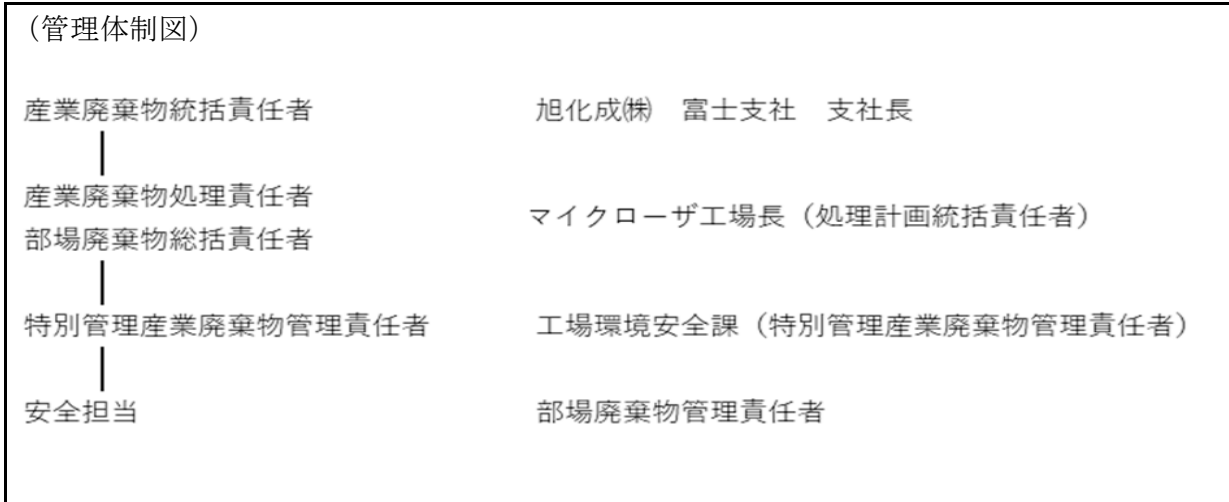 （管理体制図）
産業廃棄物統括責任者　旭化成㈱　富士支社　支社長
産業廃棄物処理責任者
マイクローザ工場長（処理計画統括責任者）
部場廃棄物総括責任者
特別管理産業廃棄物管理責任者　工場環境安全課（特別管理産業廃棄物管理責任者）
安全担当　部場廃棄物管理責任者